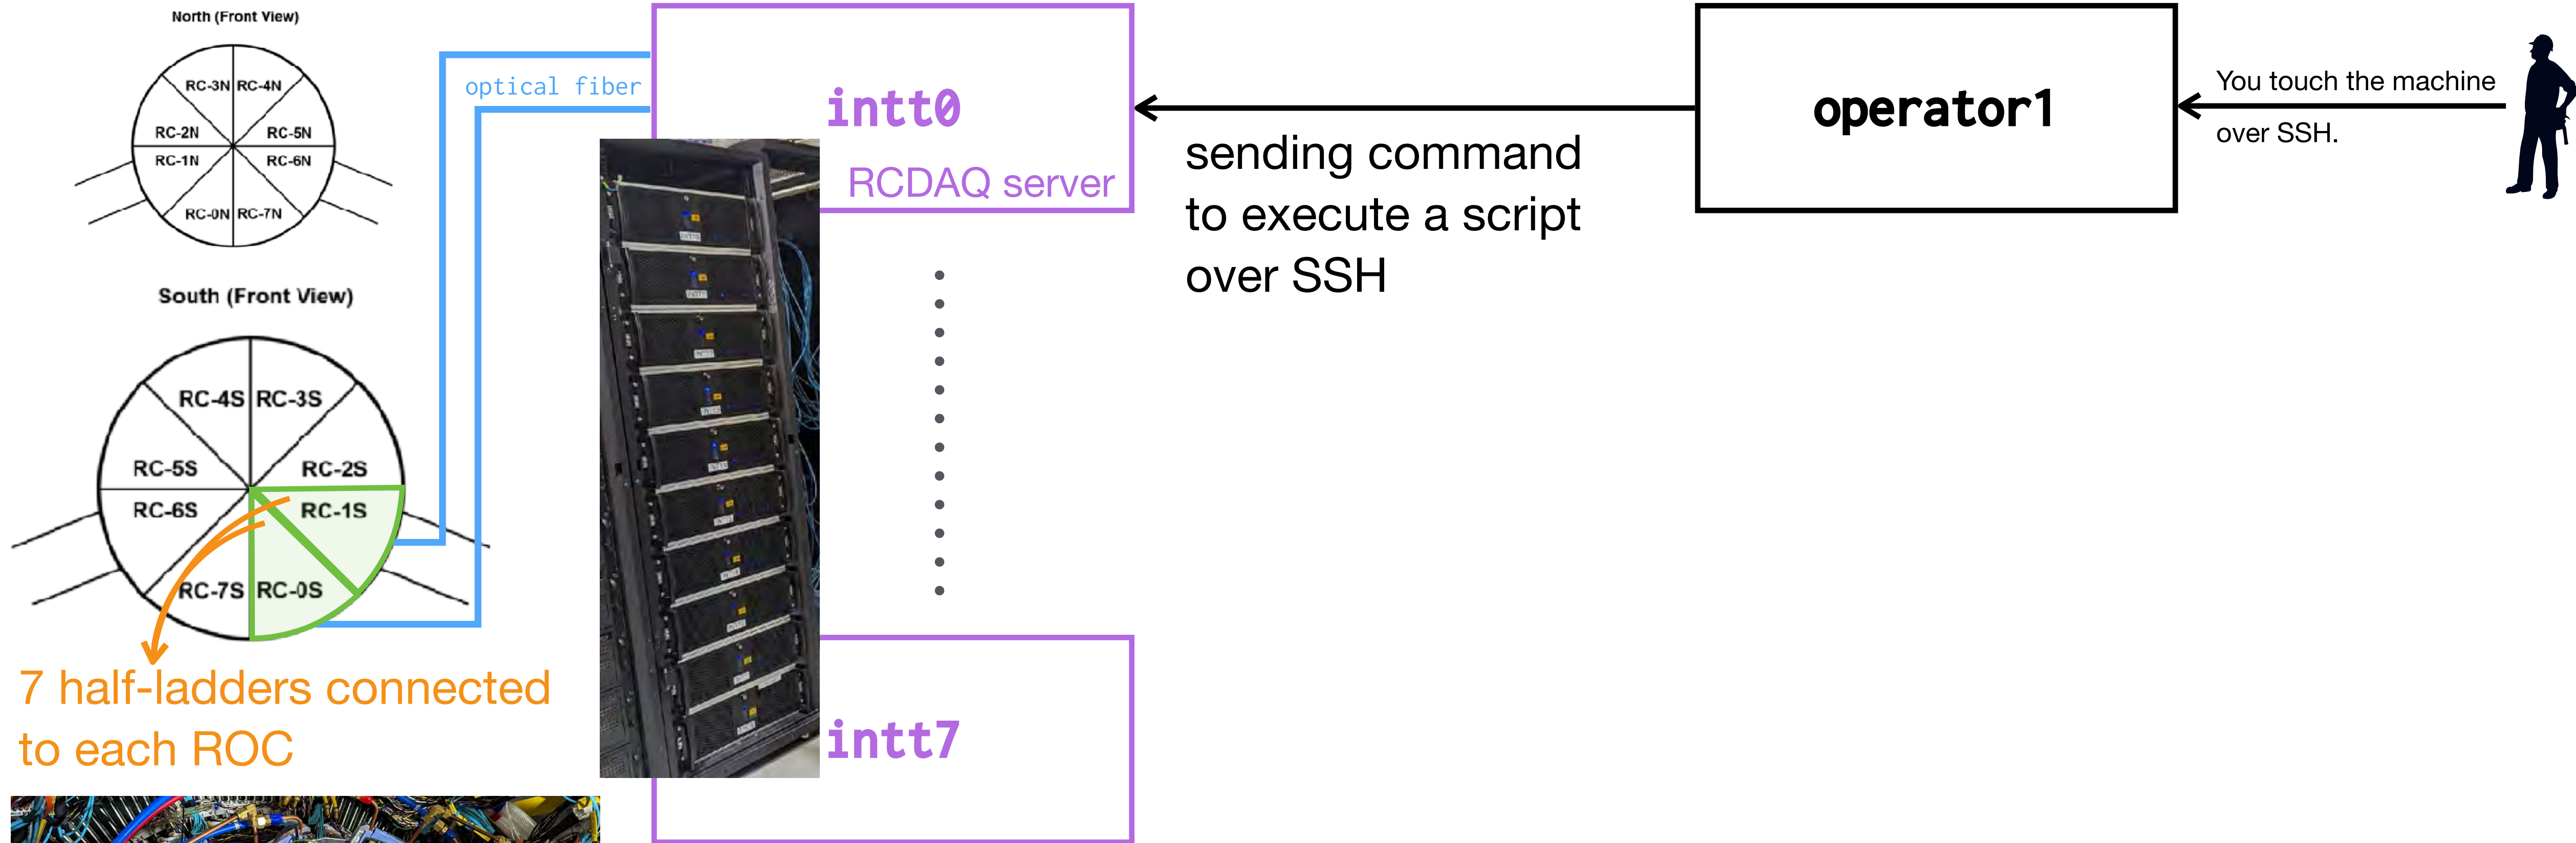 North (Front View)
RC-3N RC-4N
RC-2N RC-5N
RC-1N RC-6N
RC-0N RC-7N
South (Front View)
RC-4S RC-3S
RC-5S RC-2S
RC-6S RC-1S
RC-7S RC-0S
7 half-ladders connected
to each ROC
optical fiber
intt0
RCDAQ server
intt7
sending command
to execute a script
over SSH
operator1
You touch the machine
over SSH.